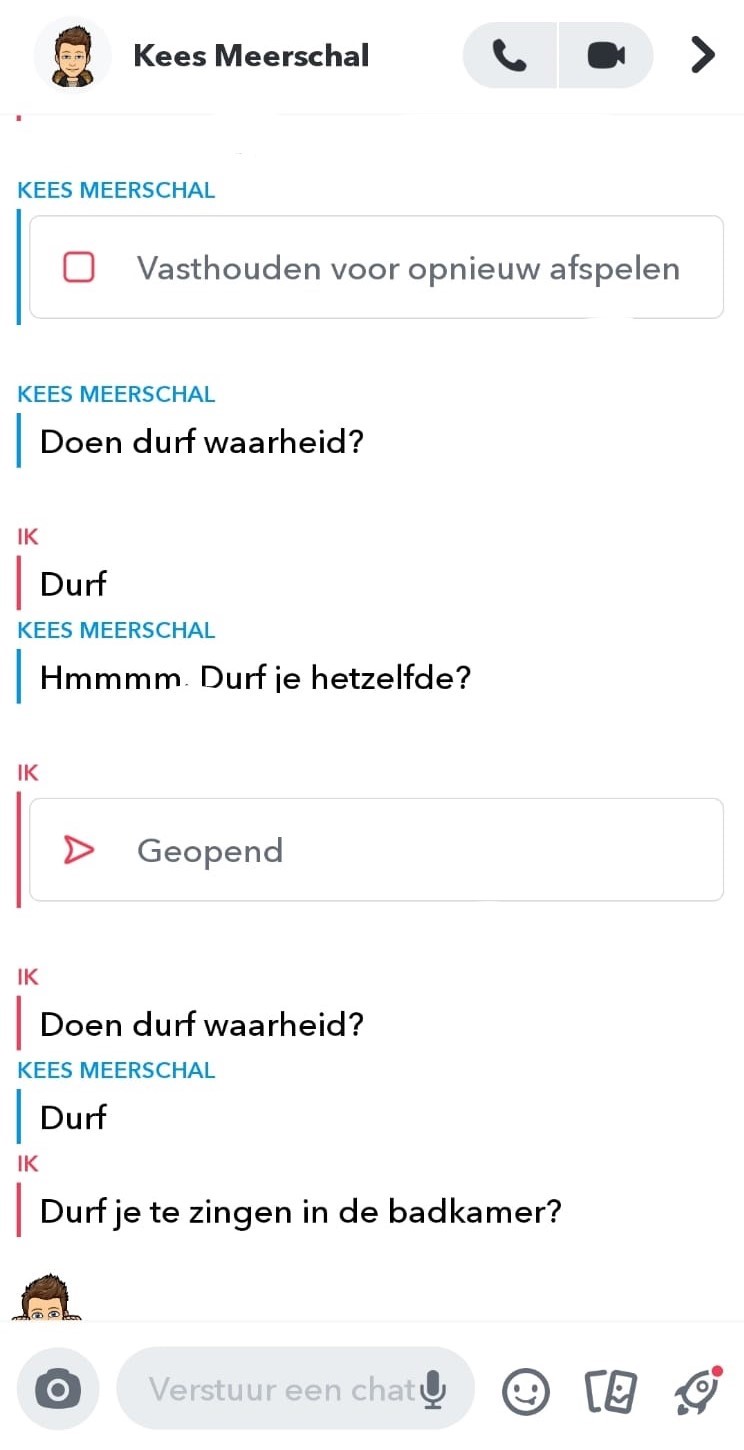 Kees Meerschal
KEES MEERSCHAL
Vasthouden voor opnieuw afspelen
KEES MEERSCHAL
Doen durf waarheid?
IK
Durf
KEES MEERSCHAL
Hmmmm. Durf je hetzelfde?
IK
Geopend
IK
Doen durf waarheid?
KEES MEERSCHAL
Durf
IK
Durf je te zingen in de badkamer?
Verstuur een chat